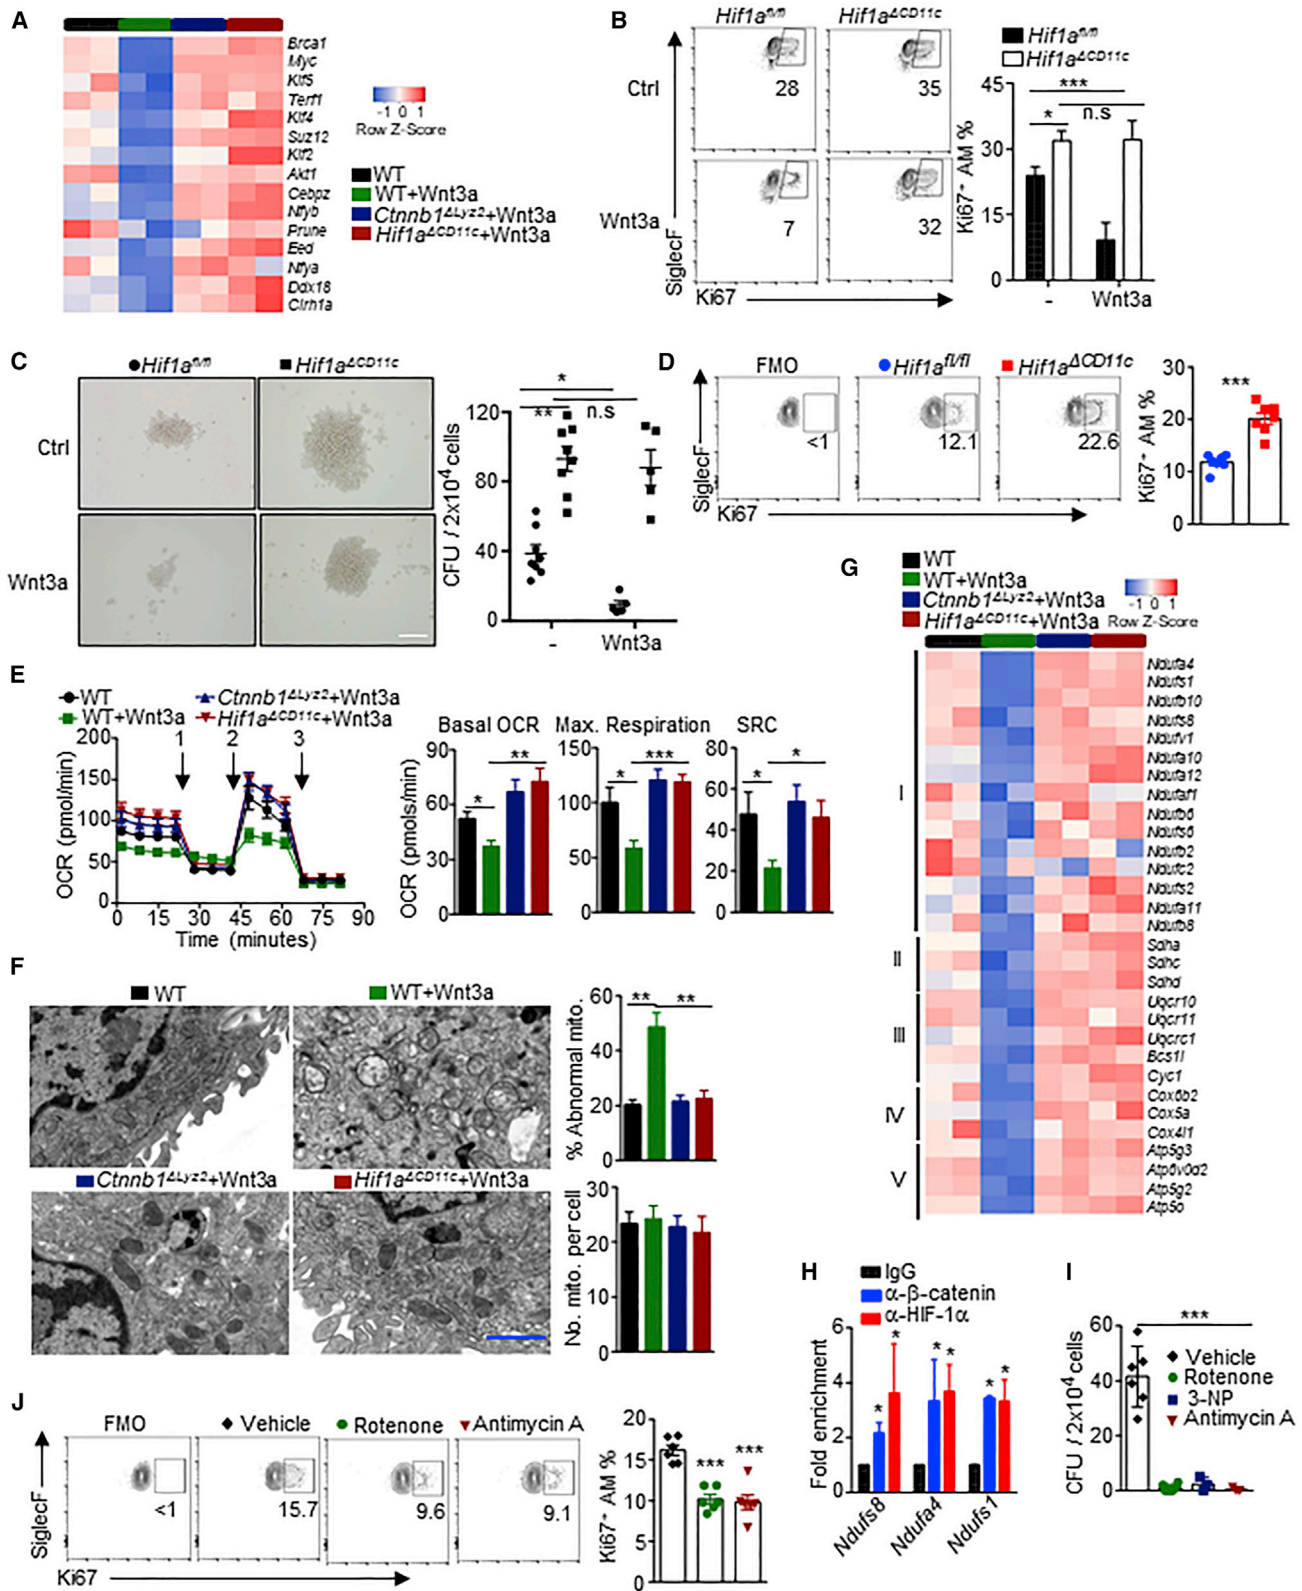 A
Brca1
Myc
Klf5
Terf1
Klf4
Suz12
Klf2
Akt1
Cebpz
Nfyb
Prune
Eed
Nfya
Ddx18
Cirh1a
-1 0 1
Row Z-Score
WT
WT+Wnt3a
Ctnnb1ΔLyz2+Wnt3a
Hif1aΔCD11c+Wnt3a
B
Hif1afl/fl
Hif1aΔCD11c
Ctrl
28
35
Wnt3a
7
32
SiglecF
Ki67
Hif1afl/fl
Hif1aΔCD11c
Ki67+ AM %
45
30
15
0
***
*
n.s
-
Wnt3a
C
Hif1afl/fl
Hif1aΔCD11c
Ctrl
Wnt3a
CFU / 2x10⁴ cells
120
80
40
0
*
**
n.s
-
Wnt3a
D
FMO
Hif1afl/fl
Hif1aΔCD11c
<1
12.1
22.6
SiglecF
Ki67
Ki67+ AM %
30
20
10
0
***
E
WT
Ctnnb1ΔLyz2+Wnt3a
WT+Wnt3a
Hif1aΔCD11c+Wnt3a
OCR (pmol/min)
200
150
100
50
0
1 2 3
0 15 30 45 60 75 90
Time (minutes)
Basal OCR
OCR (pmols/min)
90
60
30
0
*
**
Max. Respiration
150
100
50
0
*
***
SRC
80
60
40
20
0
*
*
F
WT
WT+Wnt3a
Ctnnb1ΔLyz2+Wnt3a
Hif1aΔCD11c+Wnt3a
% Abnormal mito.
60
40
20
0
**
**
No. mito. per cell
30
20
10
0
G
WT
WT+Wnt3a
Ctnnb1ΔLyz2+Wnt3a
Hif1aΔCD11c+Wnt3a
-1 0 1
Row Z-Score
I
II
III
IV
V
Ndufa4
Ndufs1
Ndufb10
Ndufs8
Ndufv1
Ndufa10
Ndufa12
Ndufaf1
Ndufb6
Ndufs6
Ndufb2
Ndufc2
Ndufs2
Ndufa11
Ndufb8
Sdha
Sdhc
Sdhd
Uqcr10
Uqcr11
Uqcrc1
Bcs1l
Cyc1
Cox6b2
Cox5a
Cox4i1
Atp5g3
Atp6v0d2
Atp5g2
Atp5o
H
IgG
α-β-catenin
α-HIF-1α
Fold enrichment
6
4
2
0
*
*
*
*
*
*
Ndufs8
Ndufa4
Ndufs1
I
CFU / 2x10⁴ cells
60
40
20
0
***
Vehicle
Rotenone
3-NP
Antimycin A
J
FMO
Vehicle
Rotenone
Antimycin A
<1
15.7
9.6
9.1
SiglecF
Ki67
Ki67+ AM %
20
15
10
5
0
***
***